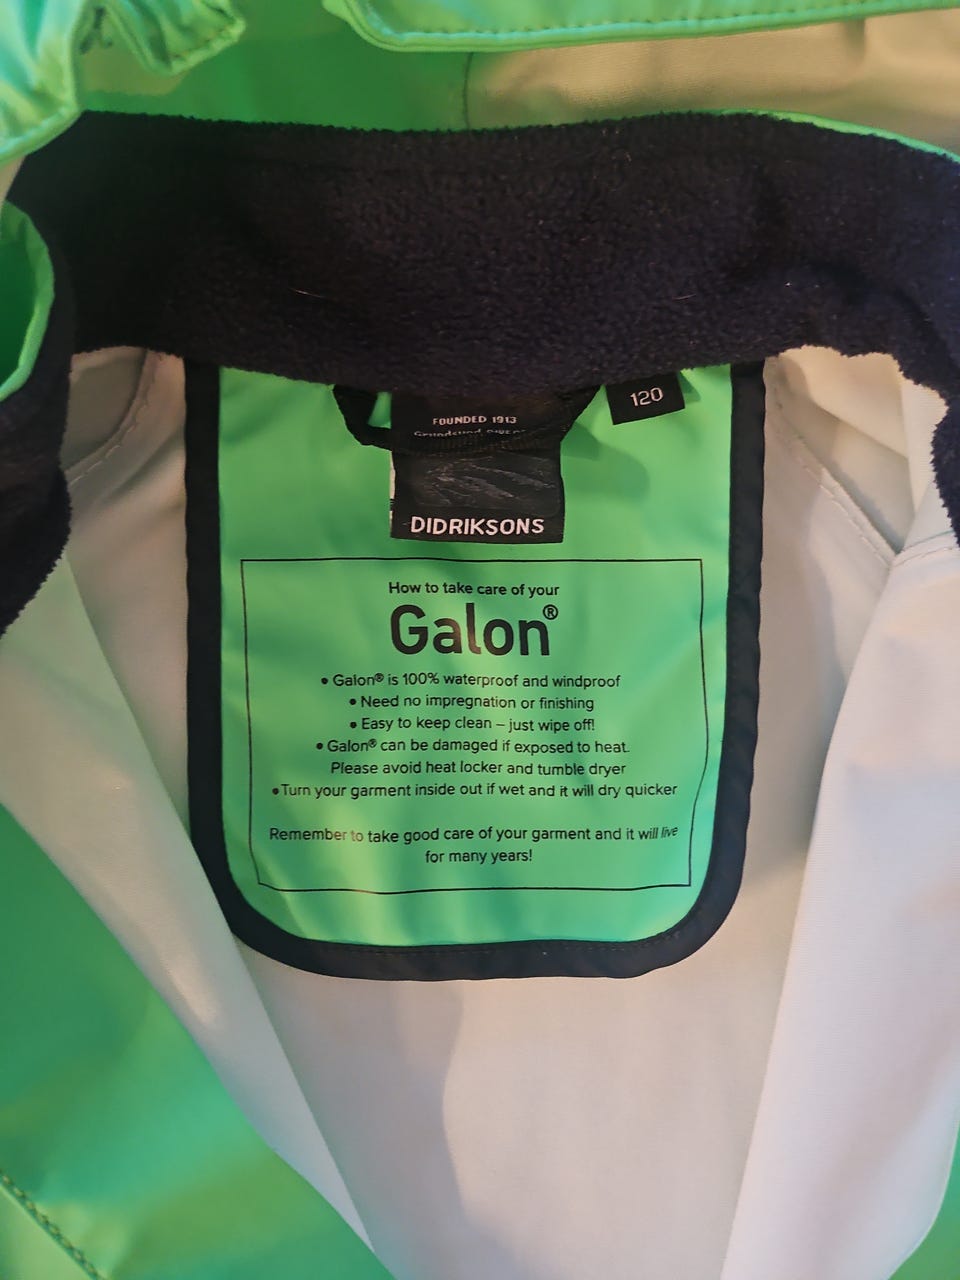 120
FOUNDED 1913
Grundsund
DIDRIKSONS
How to take care of your
Galon®
• Galon® is 100% waterproof and windproof
• Need no impregnation or finishing
• Easy to keep clean – just wipe off!
• Galon® can be damaged if exposed to heat.
Please avoid heat locker and tumble dryer
• Turn your garment inside out if wet and it will dry quicker
Remember to take good care of your garment and it will live
for many years!